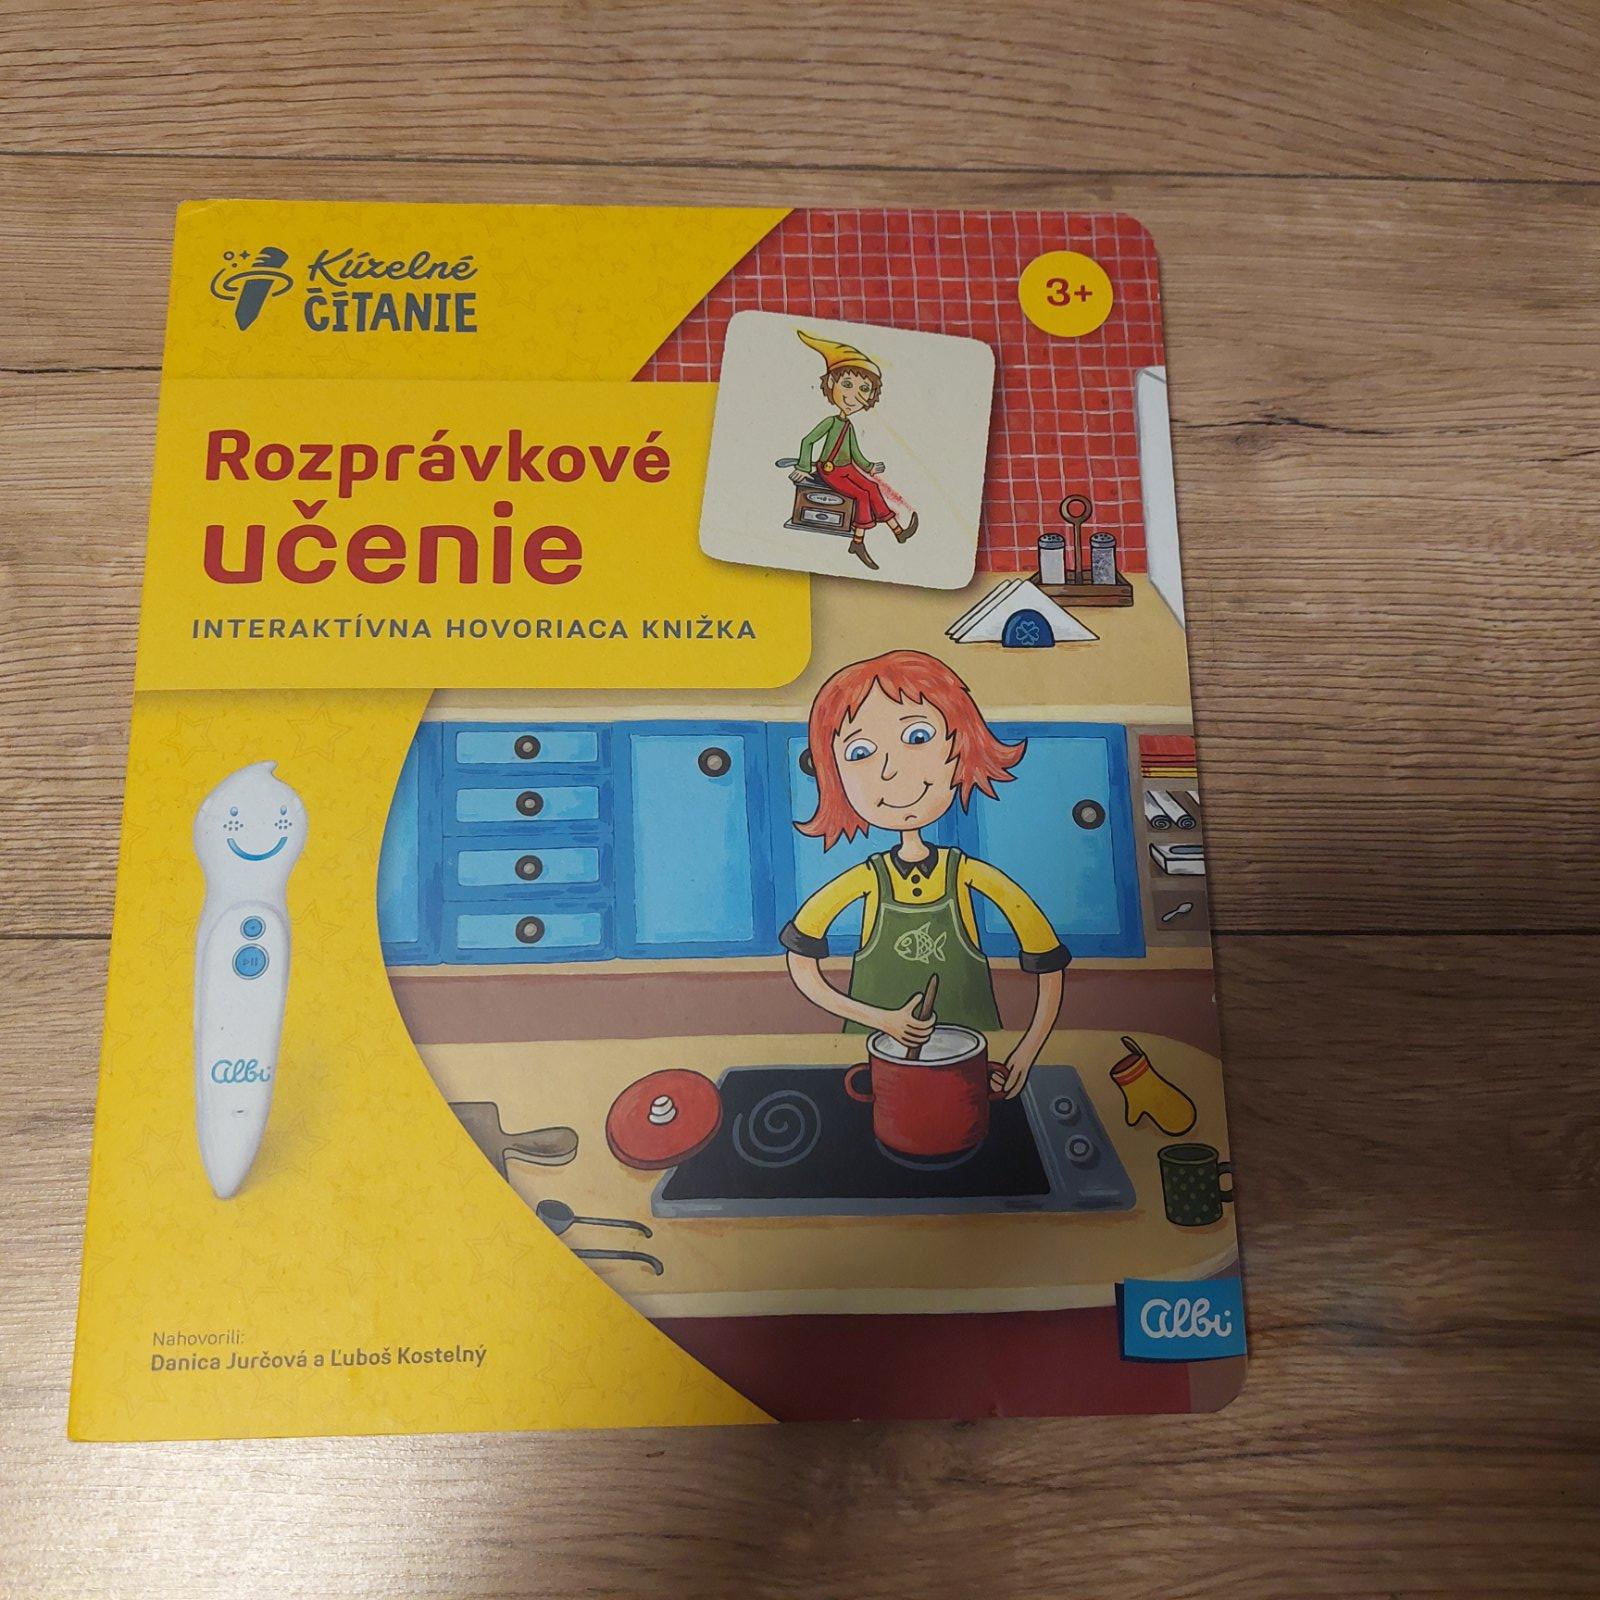 Kúzelné
ČÍTANIE
3+
Rozprávkové
učenie
INTERAKTÍVNA HOVORIACA KNIŽKA
Albi
Nahovorili:
Danica Jurčová a Ľuboš Kostelný
Albi